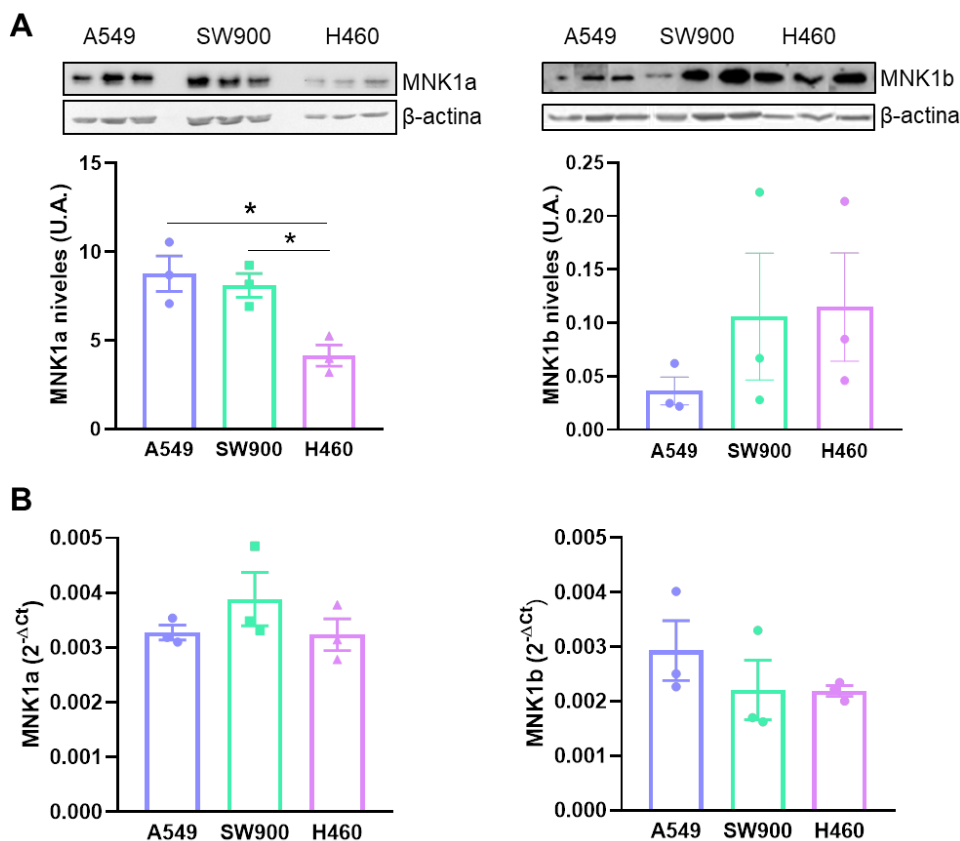 A
A549 SW900 H460
MNK1a
β-actina
15
10
5
0
MNK1a niveles (U.A.)
*
*
A549 SW900 H460
A549 SW900 H460
MNK1b
β-actina
0.25
0.20
0.15
0.10
0.05
0.00
MNK1b niveles (U.A.)
A549 SW900 H460
B
0.005
0.004
0.003
0.002
0.001
0.000
MNK1a (2^-ΔCt)
A549 SW900 H460
0.005
0.004
0.003
0.002
0.001
0.000
MNK1b (2^-ΔCt)
A549 SW900 H460